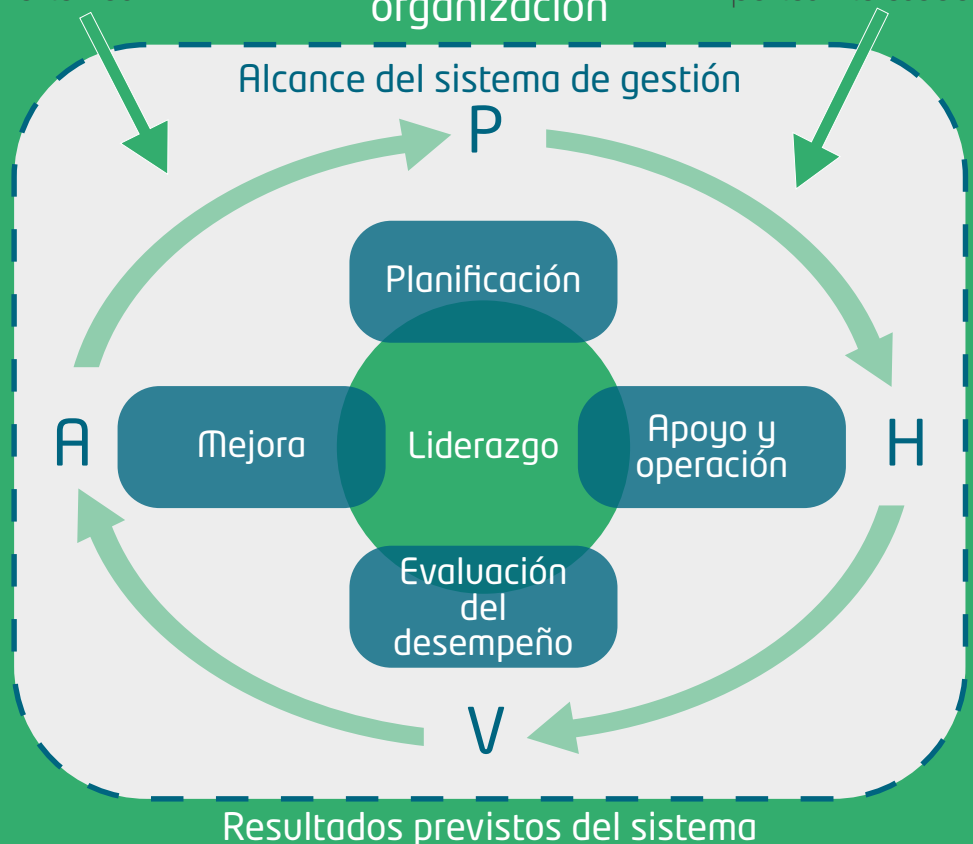 organización
Alcance del sistema de gestión
P
Planificación
A
Mejora
Liderazgo
Apoyo y
operación
H
Evaluación
del
desempeño
V
Resultados previstos del sistema